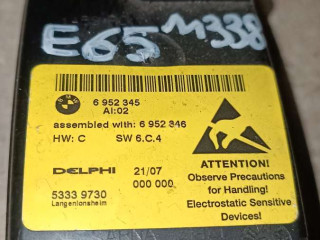 E65 M338
6 952 345
AI:02
assembled with: 6 952 346
HW: C SW 6.C.4
DELPHI 21/07
000 000
5333 9730
Langenlonsheim
ATTENTION!
Observe Precautions
for Handling!
Electrostatic Sensitive
Devices!